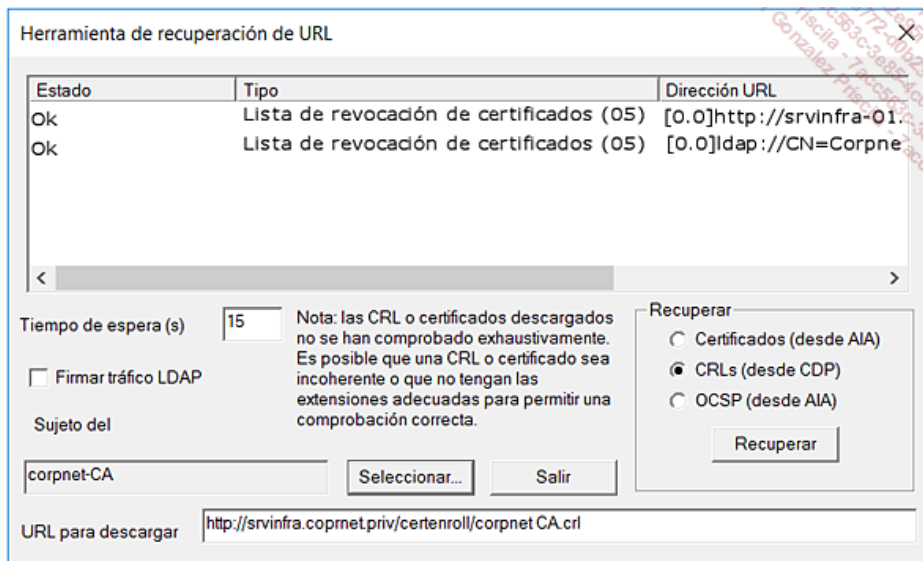 Herramienta de recuperación de URL
Estado Tipo Dirección URL
Ok Lista de revocación de certificados (05) [0.0]http://srvinfra-01.
Ok Lista de revocación de certificados (05) [0.0]ldap://CN=Corpne
Tiempo de espera (s) 15
Nota: las CRL o certificados descargados
no se han comprobado exhaustivamente.
Es posible que una CRL o certificado sea
incoherente o que no tengan las
extensiones adecuadas para permitir una
comprobación correcta.
Firmar tráfico LDAP
Sujeto del
corpnet-CA
Seleccionar...
Salir
Recuperar
Certificados (desde AIA)
CRLs (desde CDP)
OCSP (desde AIA)
Recuperar
URL para descargar http://srvinfra.coprnet.priv/certenroll/corpnet CA.crl